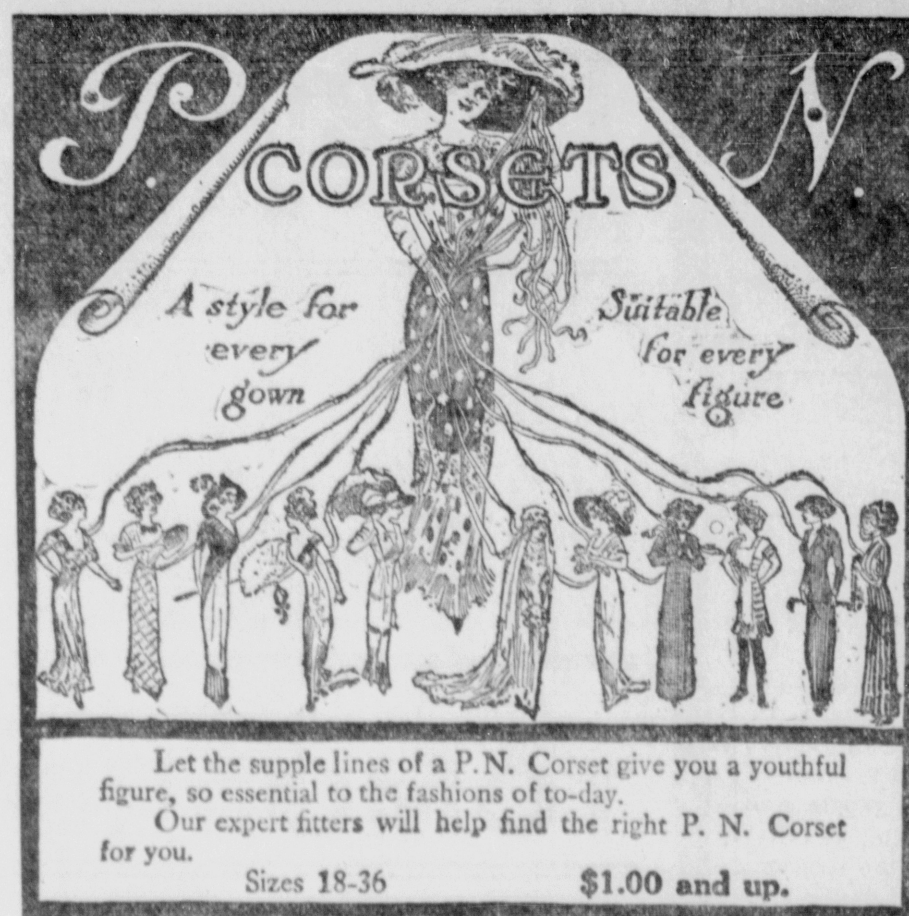 P. N.
CORSETS
A style for
every
gown
Suitable
for every
figure
Let the supple lines of a P. N. Corset give you a youthful
figure, so essential to the fashions of to-day.
Our expert fitters will help find the right P. N. Corset
for you.
Sizes 18-36 $1.00 and up.